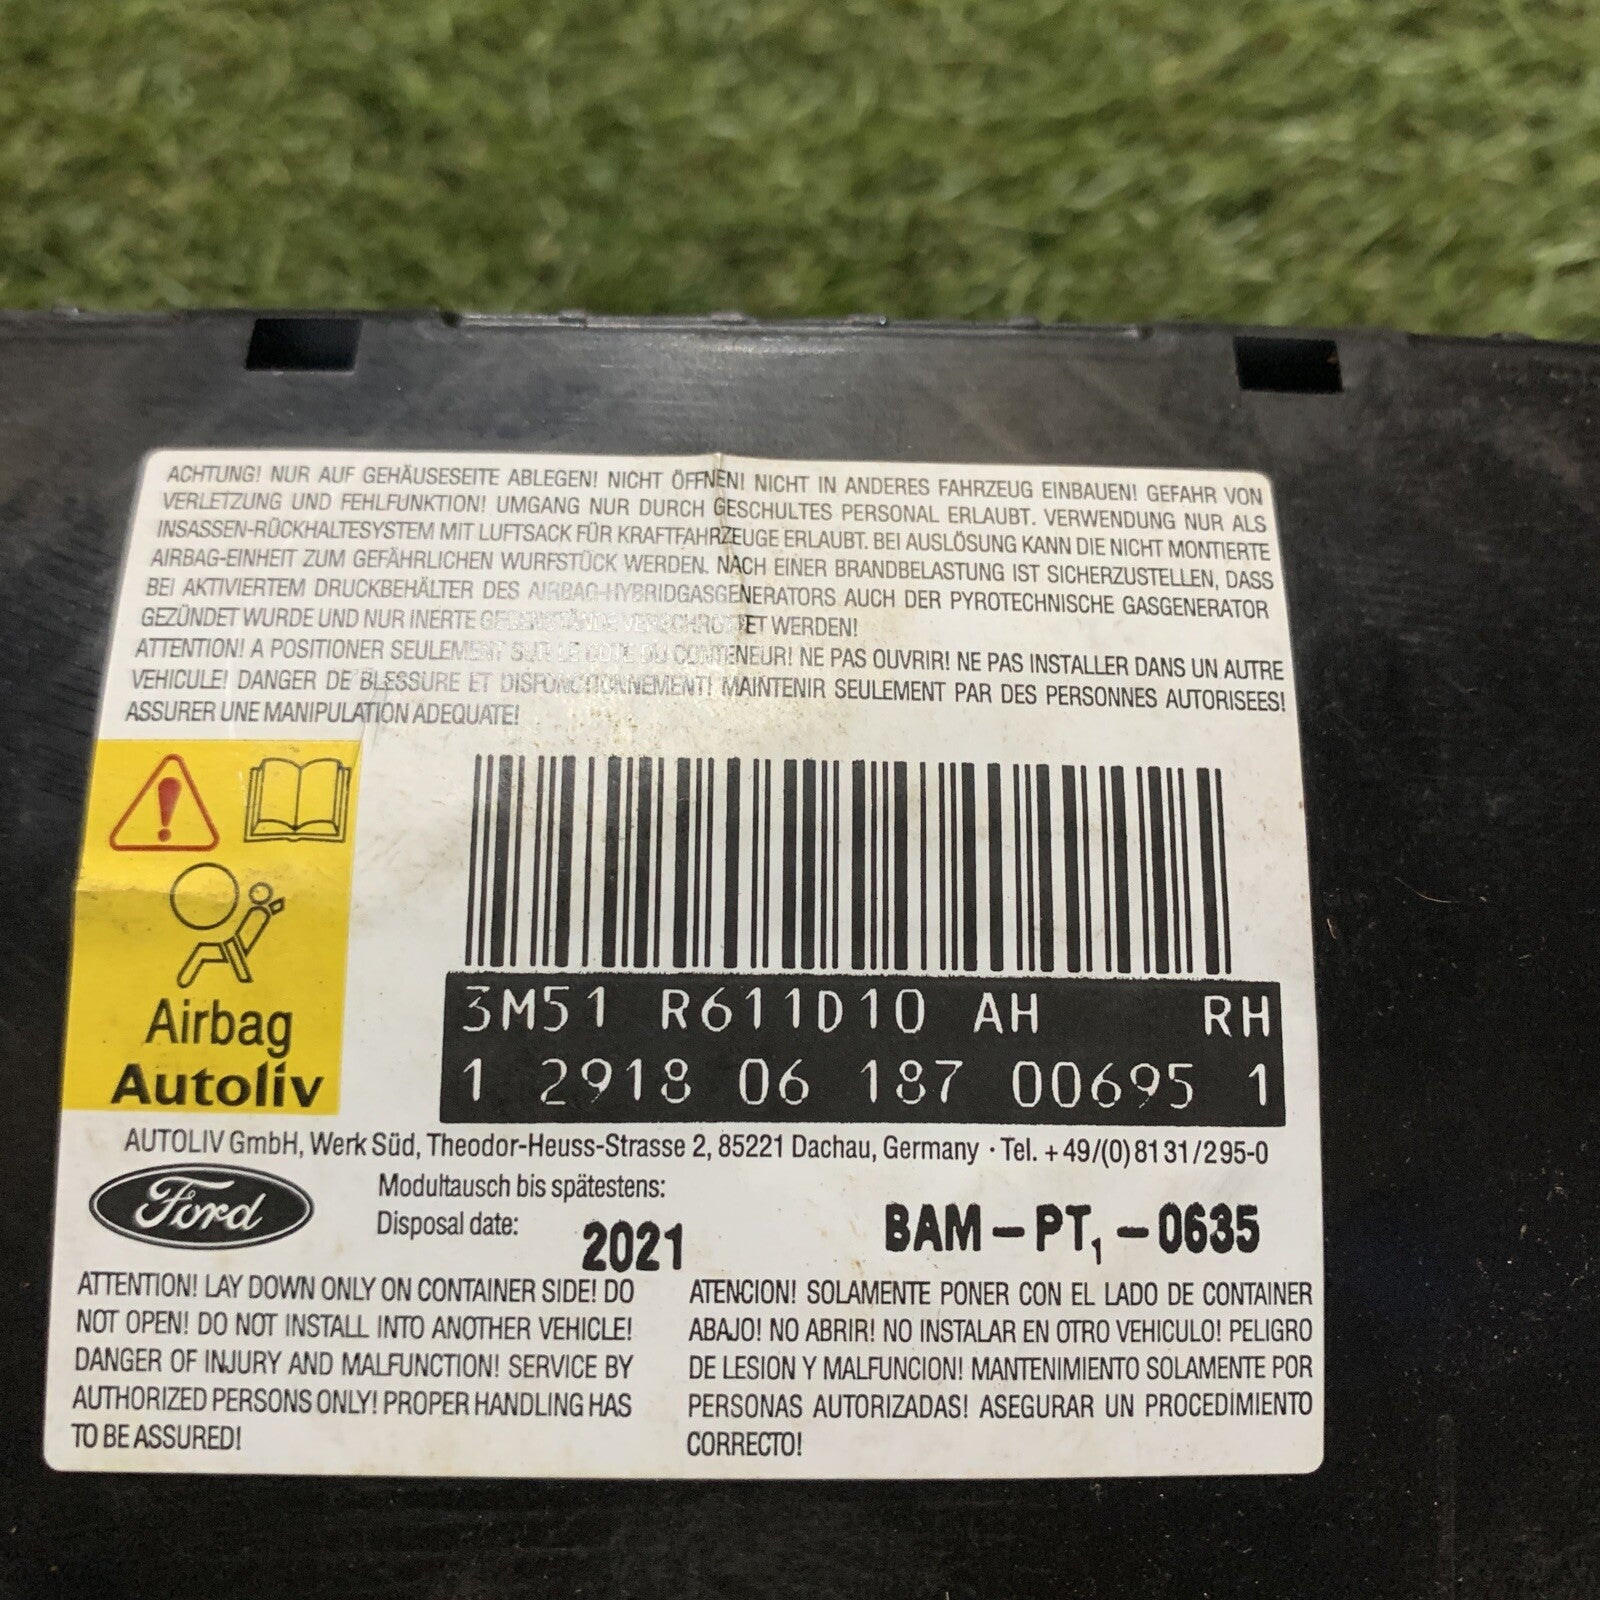 ACHTUNG! NUR AUF GEHÄUSESEITE ABLEGEN! NICHT ÖFFNEN! NICHT IN ANDERES FAHRZEUG EINBAUEN! GEFAHR VON
VERLETZUNG UND FEHLFUNKTION! UMGANG NUR DURCH GESCHULTES PERSONAL ERLAUBT. VERWENDUNG NUR ALS
INSASSEN-RÜCKHALTESYSTEM MIT LUFTSACK FÜR KRAFTFAHRZEUGE ERLAUBT. BEI AUSLÖSUNG KANN DIE NICHT MONTIERTE
AIRBAG-EINHEIT ZUM GEFÄHRLICHEN WURFSTÜCK WERDEN. NACH EINER BRANDBELASTUNG IST SICHERZUSTELLEN, DASS
BEI AKTIVIERTEM DRUCKBEHÄLTER DES AIRBAG-HYBRIDGASGENERATORS AUCH DER PYROTECHNISCHE GASGENERATOR
GEZÜNDET WURDE UND NUR INERTE GEGENSTÄNDE VERSCHROTTET WERDEN!
ATTENTION! A POSITIONER SEULEMENT SUR LE COTE DU CONTENEUR! NE PAS OUVRIR! NE PAS INSTALLER DANS UN AUTRE
VEHICULE! DANGER DE BLESSURE ET DISFONCTIONNEMENT! MAINTENIR SEULEMENT PAR DES PERSONNES AUTORISEES!
ASSURER UNE MANIPULATION ADEQUATE!
Airbag
Autoliv
3M51 R611D10 AH RH
1 2918 06 187 00695 1
AUTOLIV GmbH, Werk Süd, Theodor-Heuss-Strasse 2, 85221 Dachau, Germany · Tel. +49/(0)8131/295-0
Ford
Modultausch bis spätestens:
Disposal date: 2021
BAM-PT1-0635
ATTENTION! LAY DOWN ONLY ON CONTAINER SIDE! DO
NOT OPEN! DO NOT INSTALL INTO ANOTHER VEHICLE!
DANGER OF INJURY AND MALFUNCTION! SERVICE BY
AUTHORIZED PERSONS ONLY! PROPER HANDLING HAS
TO BE ASSURED!
ATENCION! SOLAMENTE PONER CON EL LADO DE CONTAINER
ABAJO! NO ABRIR! NO INSTALAR EN OTRO VEHICULO! PELIGRO
DE LESION Y MALFUNCION! MANTENIMIENTO SOLAMENTE POR
PERSONAS AUTORIZADAS! ASEGURAR UN PROCEDIMIENTO
CORRECTO!